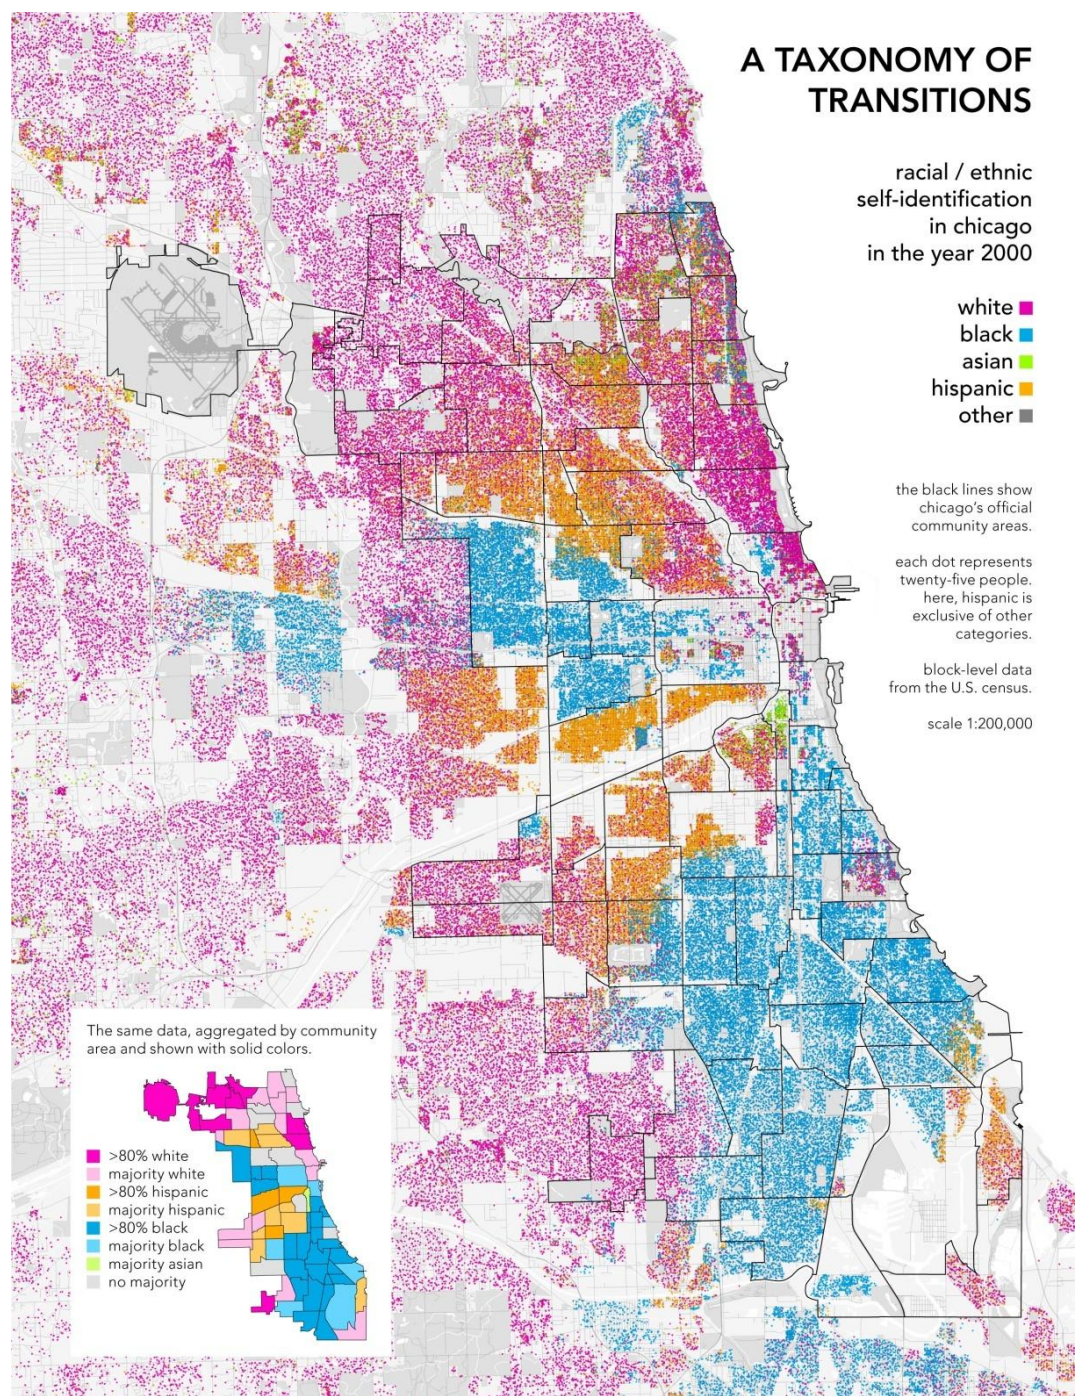 A TAXONOMY OF
TRANSITIONS
racial / ethnic
self-identification
in chicago
in the year 2000
white
black
asian
hispanic
other
the black lines show
chicago's official
community areas.
each dot represents
twenty-five people.
here, hispanic is
exclusive of other
categories.
block-level data
from the U.S. census.
scale 1:200,000
The same data, aggregated by community
area and shown with solid colors.
>80% white
majority white
>80% hispanic
majority hispanic
>80% black
majority black
majority asian
no majority